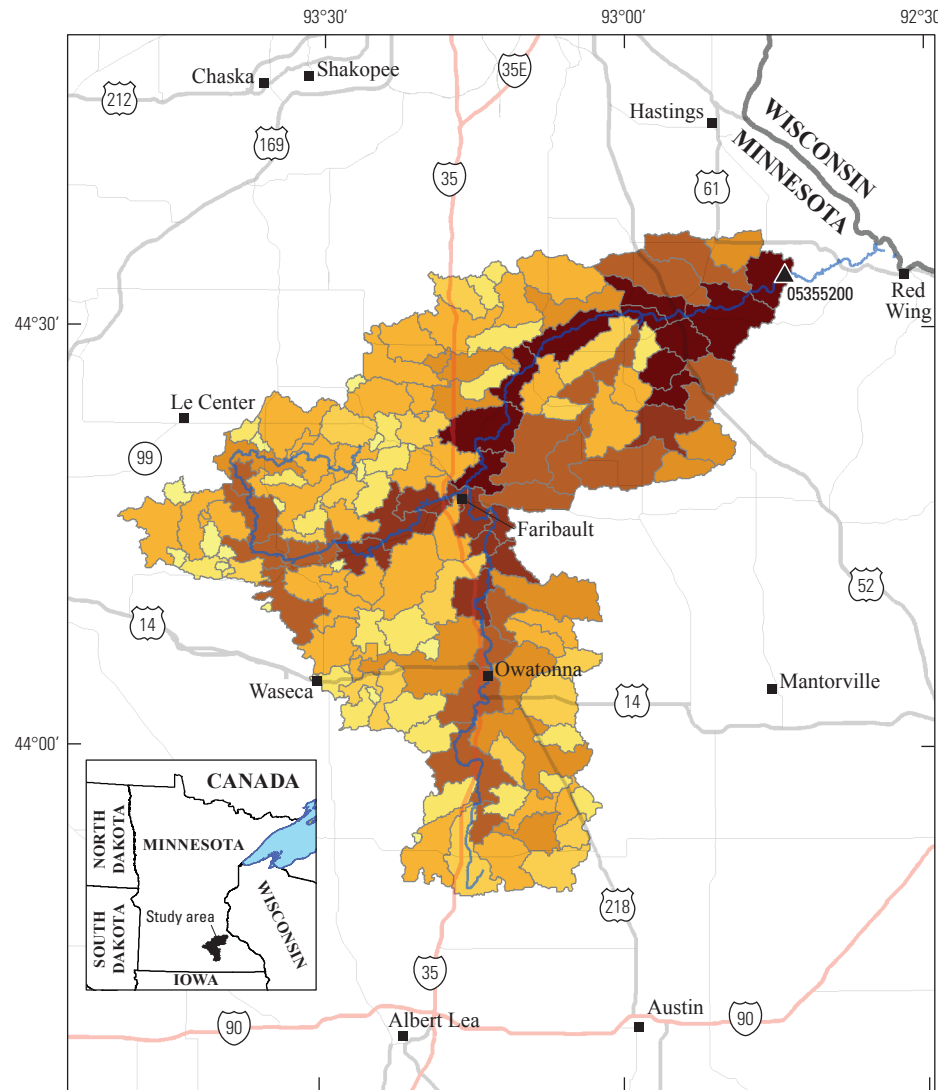 93°30′
93°00′
92°30
Chaska
Shakopee
35E
212
Hastings
169
WISCONSIN
MINNESOTA
35
61
05355200
Red
Wing
44°30′
Le Center
99
Faribault
52
14
Owatonna
Waseca
Mantorville
14
44°00′
CANADA
NORTH
DAKOTA
MINNESOTA
WISCONSIN
Study area
SOUTH
DAKOTA
IOWA
218
35
90
Albert Lea
Austin
90